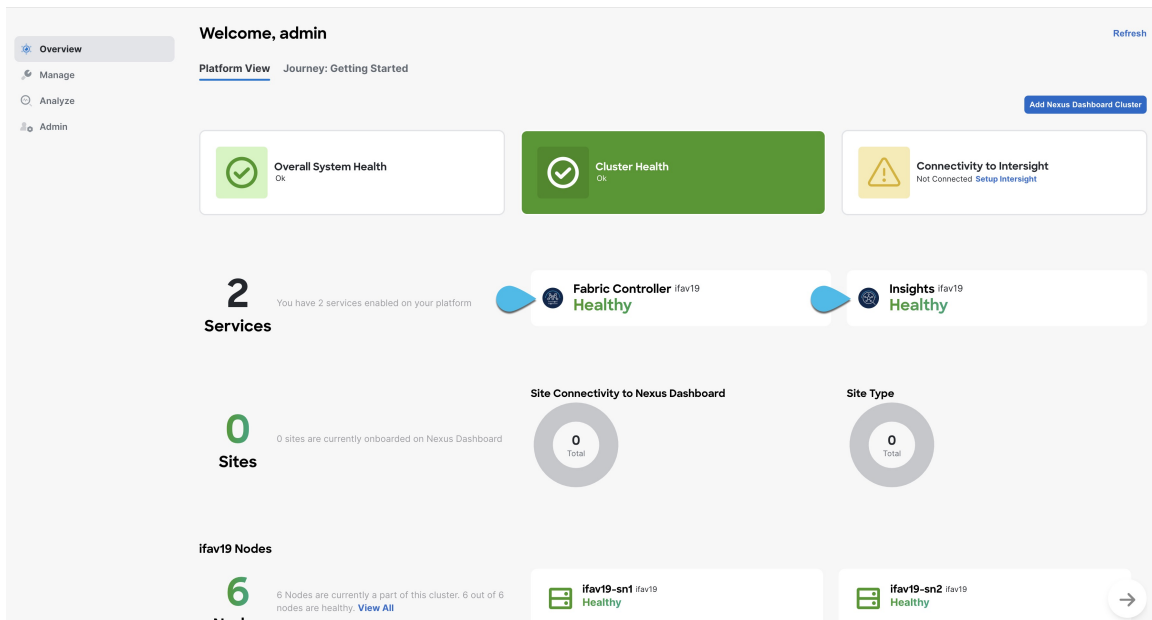 Welcome, admin
Refresh
Overview
Manage
Analyze
Admin
Platform View Journey: Getting Started
Add Nexus Dashboard Cluster
Overall System Health
Ok
Cluster Health
Ok
Connectivity to Intersight
Not Connected Setup Intersight
2
Services
You have 2 services enabled on your platform
Fabric Controller ifav19
Healthy
Insights ifav19
Healthy
0
Sites
0 sites are currently onboarded on Nexus Dashboard
Site Connectivity to Nexus Dashboard
0
Total
Site Type
0
Total
ifav19 Nodes
6
6 Nodes are currently a part of this cluster. 6 out of 6
nodes are healthy. View All
ifav19-sn1 ifav19
Healthy
ifav19-sn2 ifav19
Healthy